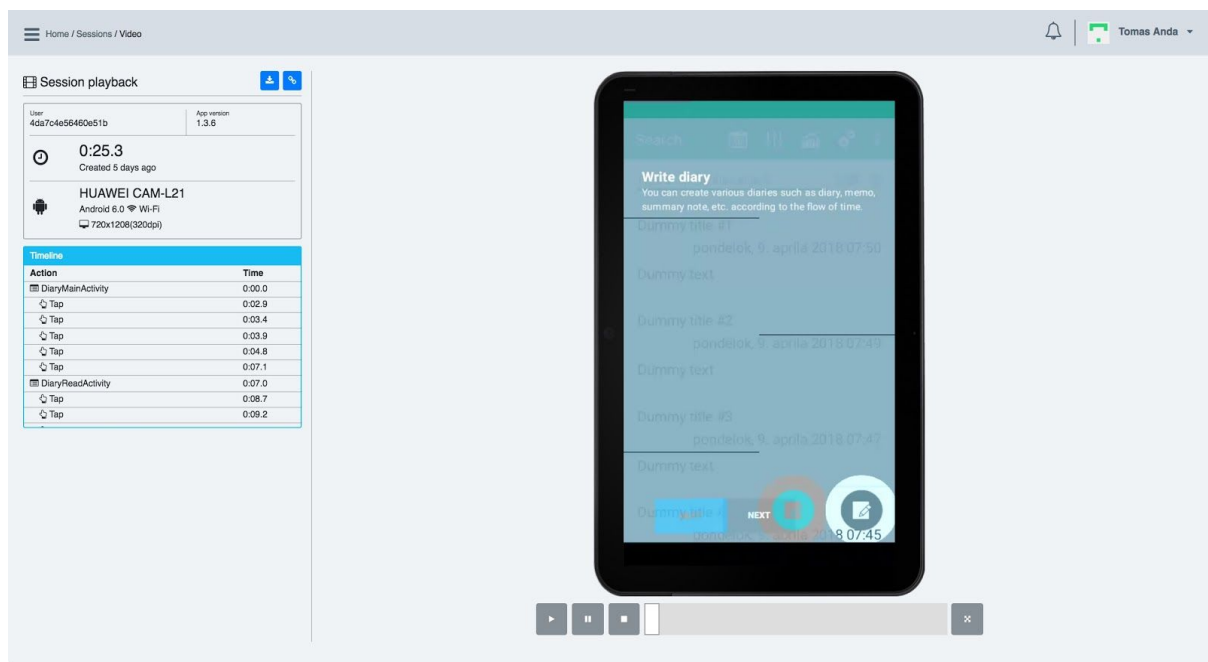 Home / Sessions / Video
Tomas Anda
Session playback
User
4da7c4e56460e51b
App version
1.3.6
0:25.3
Created 5 days ago
HUAWEI CAM-L21
Android 6.0 Wi-Fi
720x1208(320dpi)
Timeline
Action Time
DiaryMainActivity 0:00.0
Tap 0:02.9
Tap 0:03.4
Tap 0:03.9
Tap 0:04.8
Tap 0:07.1
DiaryReadActivity 0:07.0
Tap 0:08.7
Tap 0:09.2
Search
Write diary
You can create various diaries such as diary, memo,
summary note, etc. according to the flow of time.
Dummy title #1
pondelok, 9. apríla 2018 07:50
Dummy text
Dummy title #2
pondelok, 9. apríla 2018 07:49
Dummy text
Dummy title #3
pondelok, 9. apríla 2018 07:47
Dummy text
Dummy title
NEXT
2018 07:45